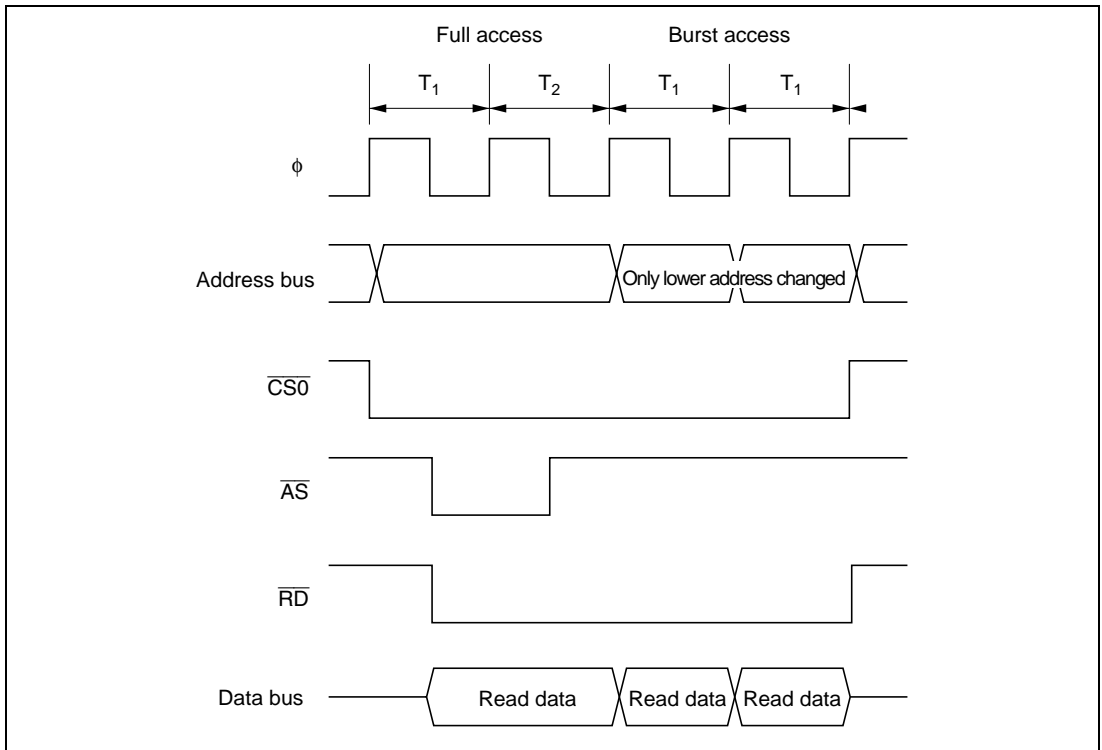 Full access Burst access
T1 T2 T1 T1
φ
Address bus Only lower address changed
CS0
AS
RD
Data bus Read data Read data Read data